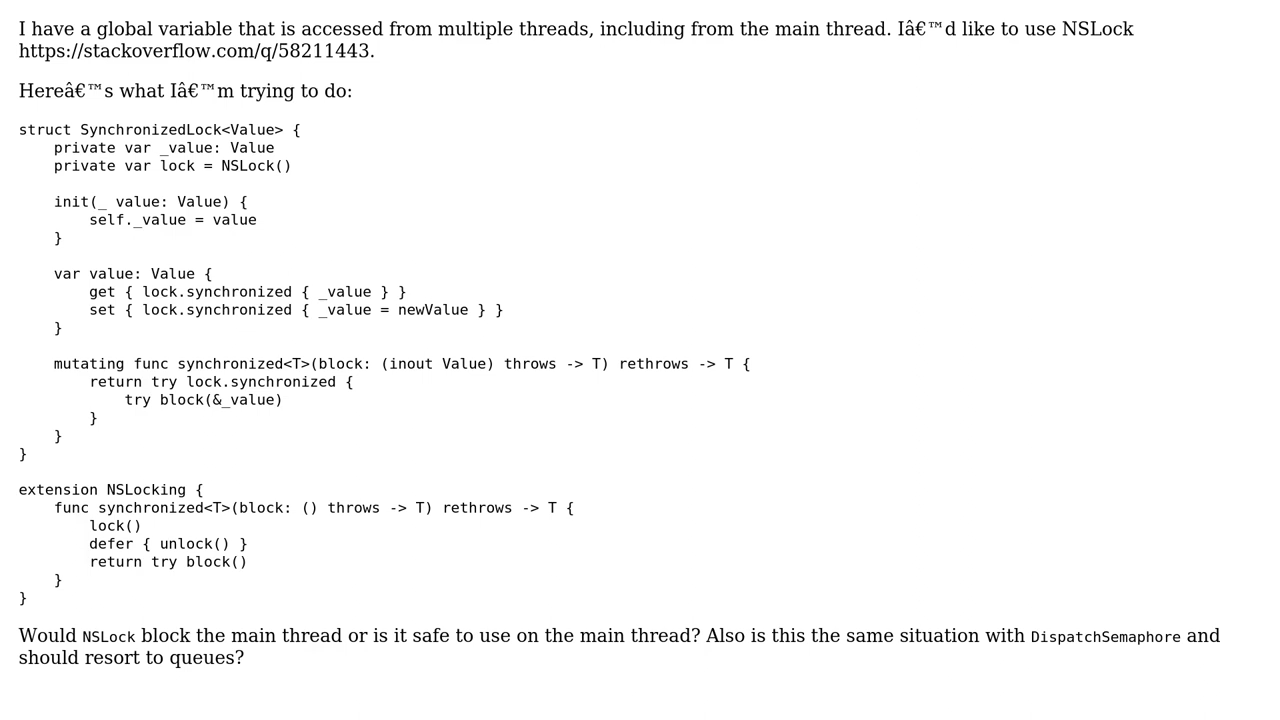 I have a global variable that is accessed from multiple threads, including from the main thread. Iâ€™d like to use NSLock
https://stackoverflow.com/q/58211443.
Hereâ€™s what Iâ€™m trying to do:
struct SynchronizedLock<Value> {
    private var _value: Value
    private var lock = NSLock()
    init(_ value: Value) {
        self._value = value
    }
    var value: Value {
        get { lock.synchronized { _value } }
        set { lock.synchronized { _value = newValue } }
    }
    mutating func synchronized<T>(block: (inout Value) throws -> T) rethrows -> T {
        return try lock.synchronized {
            try block(&_value)
        }
    }
}
extension NSLocking {
    func synchronized<T>(block: () throws -> T) rethrows -> T {
        lock()
        defer { unlock() }
        return try block()
    }
}
Would NSLock block the main thread or is it safe to use on the main thread? Also is this the same situation with DispatchSemaphore and
should resort to queues?